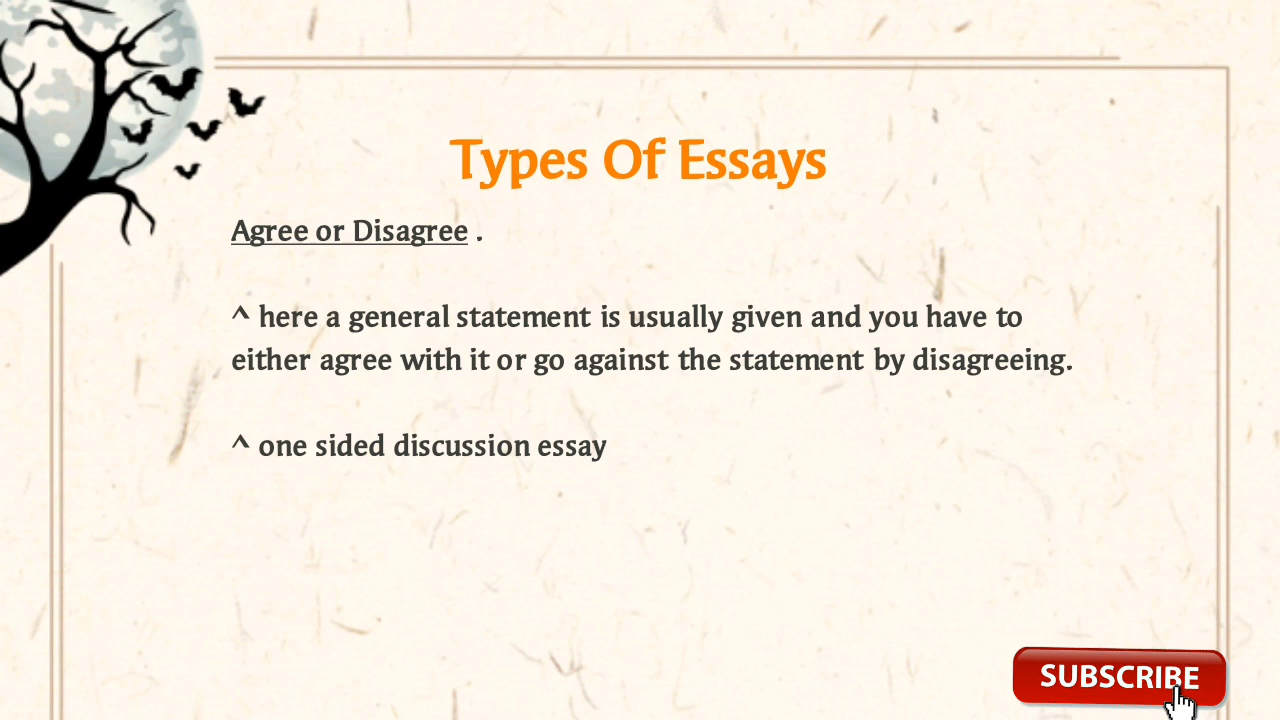 Types Of Essays
Agree or Disagree .
^ here a general statement is usually given and you have to
either agree with it or go against the statement by disagreeing.
^ one sided discussion essay
SUBSCRIBE